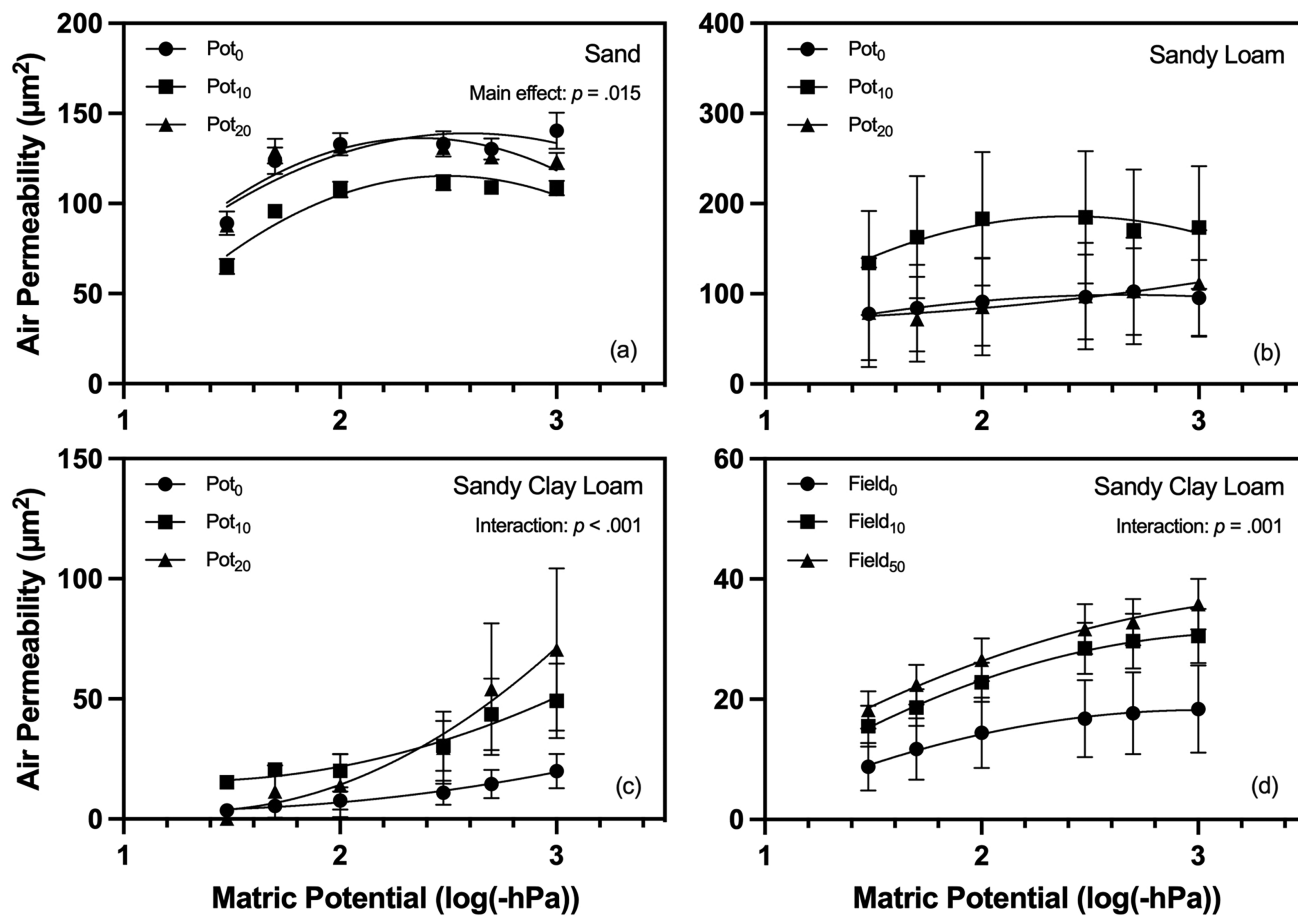 Air Permeability (µm²)
200
150
100
50
0
Pot₀
Pot₁₀
Pot₂₀
Sand
Main effect: p = .015
(a)
1
2
3
400
300
200
100
0
Pot₀
Pot₁₀
Pot₂₀
Sandy Loam
(b)
1
2
3
Air Permeability (µm²)
150
100
50
0
Pot₀
Pot₁₀
Pot₂₀
Sandy Clay Loam
Interaction: p < .001
(c)
1
2
3
Matric Potential (log(-hPa))
60
40
20
0
Field₀
Field₁₀
Field₅₀
Sandy Clay Loam
Interaction: p = .001
(d)
1
2
3
Matric Potential (log(-hPa))